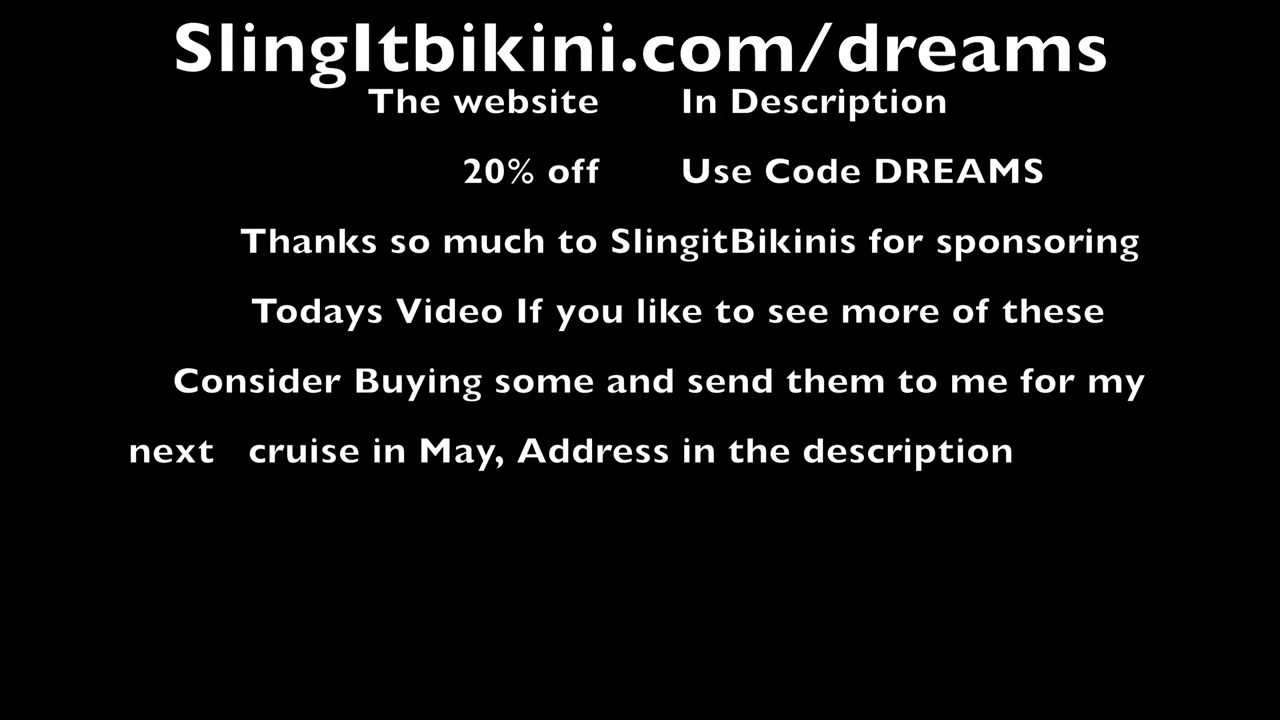 SlingItbikini.com/dreams
The website In Description
20% off Use Code DREAMS
Thanks so much to SlingitBikinis for sponsoring
Todays Video If you like to see more of these
Consider Buying some and send them to me for my
next cruise in May, Address in the description